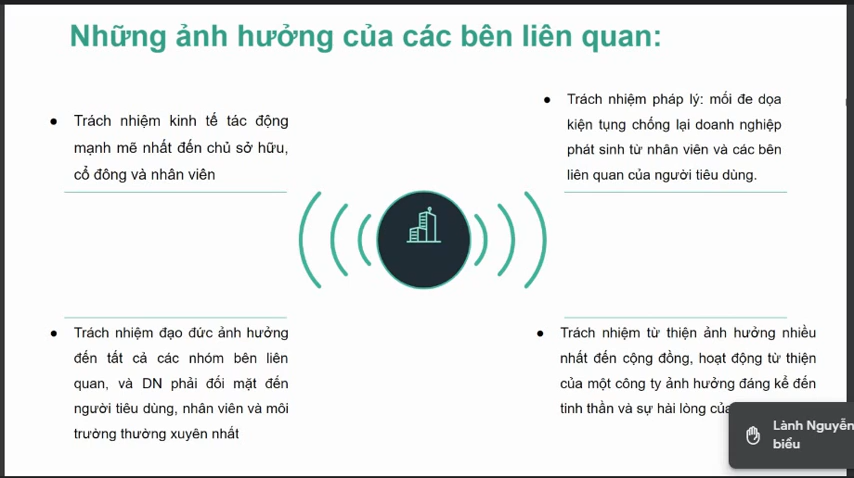 Những ảnh hưởng của các bên liên quan:
● Trách nhiệm kinh tế tác động
mạnh mẽ nhất đến chủ sở hữu,
cổ đông và nhân viên
● Trách nhiệm pháp lý: mối đe dọa
kiện tụng chống lại doanh nghiệp
phát sinh từ nhân viên và các bên
liên quan của người tiêu dùng.
● Trách nhiệm đạo đức ảnh hưởng
đến tất cả các nhóm bên liên
quan, và DN phải đối mặt đến
người tiêu dùng, nhân viên và môi
trường thường xuyên nhất
● Trách nhiệm từ thiện ảnh hưởng nhiều
nhất đến cộng đồng, hoạt động từ thiện
của một công ty ảnh hưởng đáng kể đến
tinh thần và sự hài lòng
Lành Nguyễn
biểu